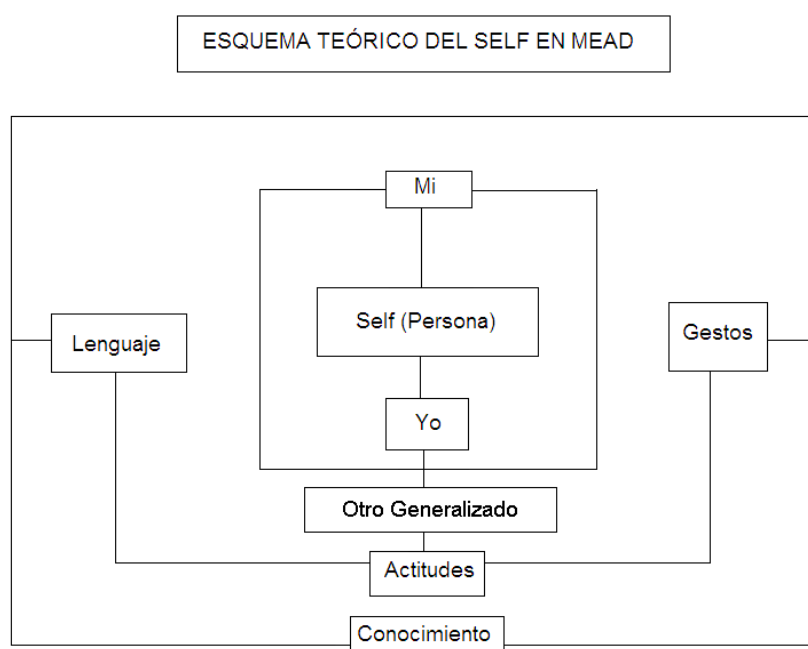 ESQUEMA TEÓRICO DEL SELF EN MEAD
Mi
Self (Persona)
Lenguaje
Gestos
Yo
Otro Generalizado
Actitudes
Conocimiento